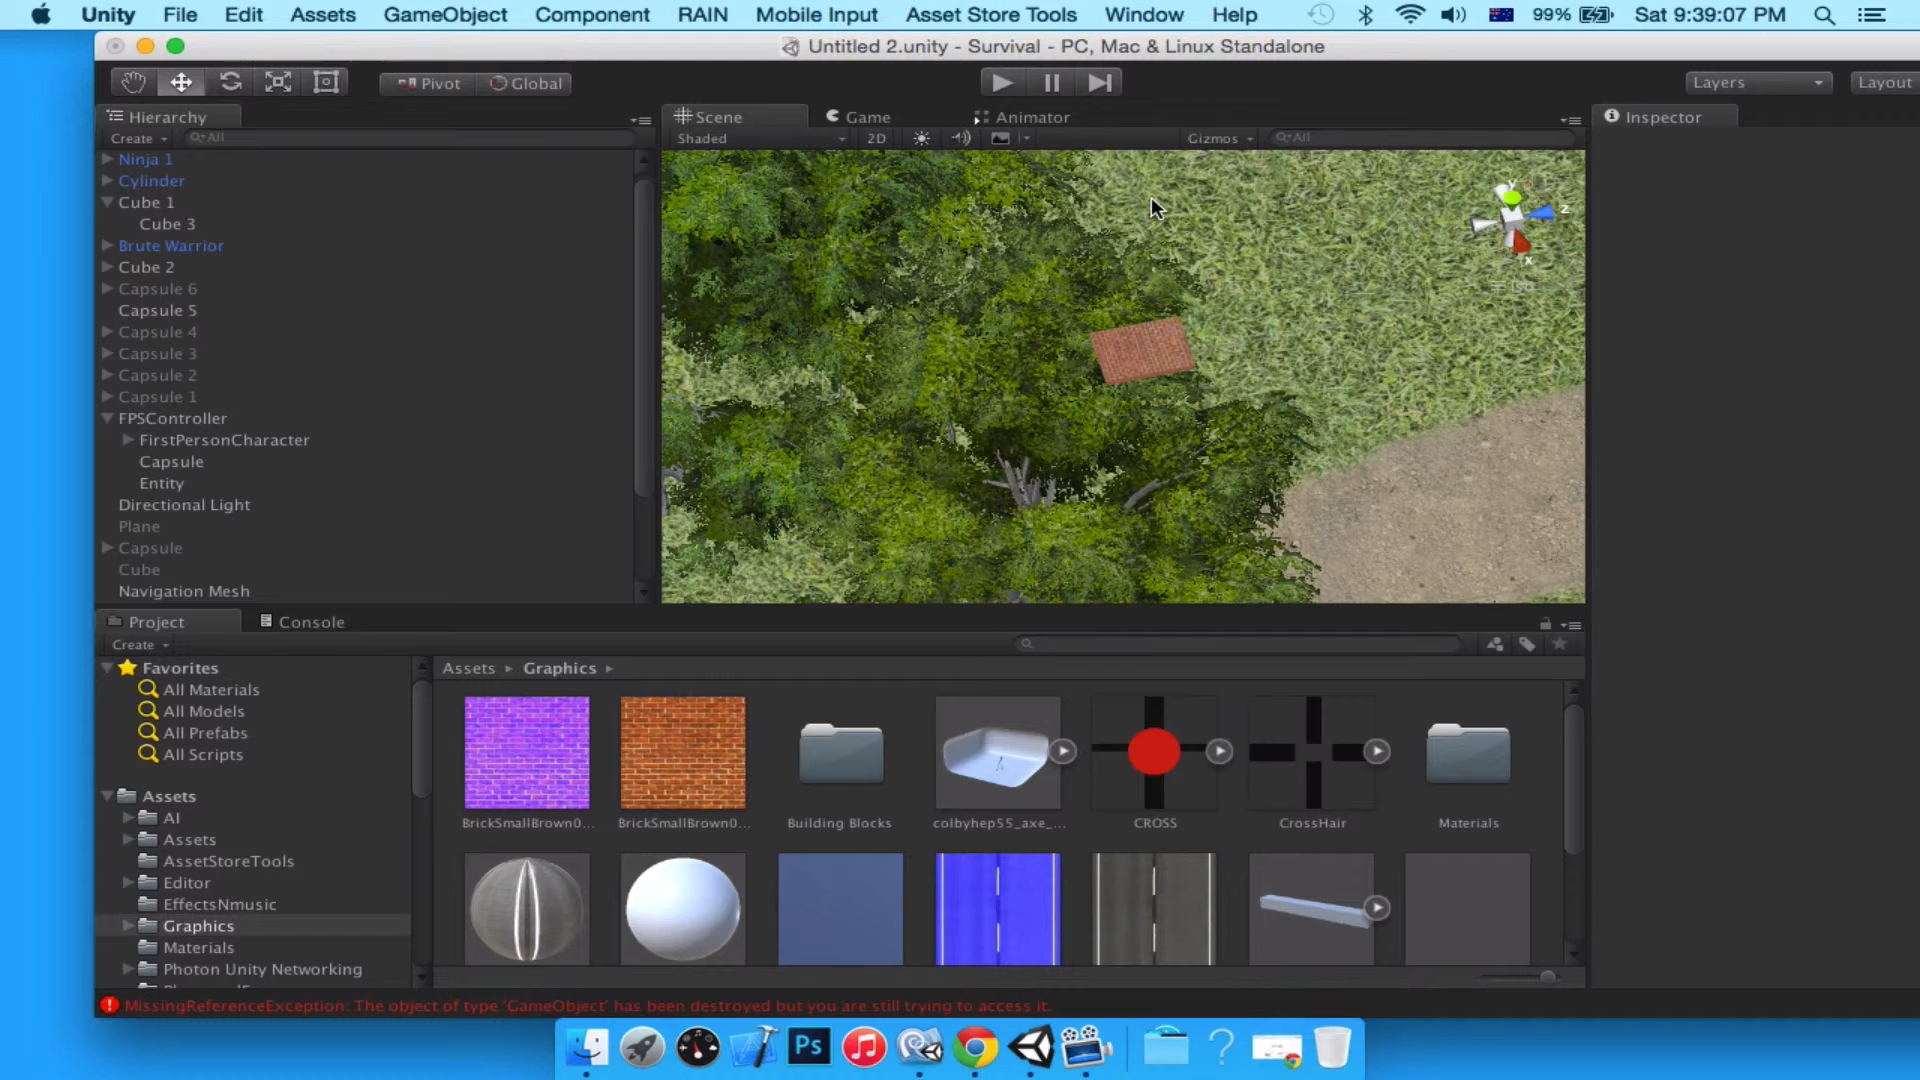 Unity File Edit Assets GameObject Component RAIN Mobile Input Asset Store Tools Window Help 99% Sat 9:39:07 PM
Untitled 2.unity - Survival - PC, Mac & Linux Standalone
Pivot Global Layers Layout
Hierarchy Scene Game Animator Inspector
Create All Shaded 2D Gizmos All
Ninja 1
Cylinder
Cube 1
Cube 3
Brute Warrior
Cube 2
Capsule 6
Capsule 5
Capsule 4
Capsule 3
Capsule 2
Capsule 1
FPSController
FirstPersonCharacter
Capsule
Entity
Directional Light
Plane
Capsule
Cube
Navigation Mesh
y
z
x
Iso
Project Console
Create
Favorites
All Materials
All Models
All Prefabs
All Scripts
Assets
AI
Assets
AssetStoreTools
Editor
EffectsNmusic
Graphics
Materials
Photon Unity Networking
Assets Graphics
BrickSmallBrown0... BrickSmallBrown0... Building Blocks colbyhep55_axe_... CROSS CrossHair Materials
MissingReferenceException: The object of type 'GameObject' has been destroyed but you are still trying to access it.
Ps